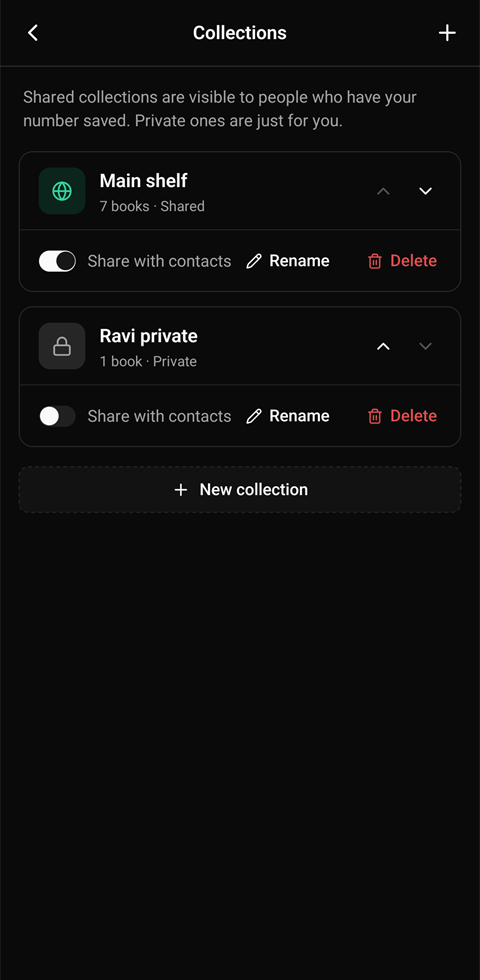 Collections
Shared collections are visible to people who have your
number saved. Private ones are just for you.
Main shelf
7 books · Shared
Share with contacts Rename Delete
Ravi private
1 book · Private
Share with contacts Rename Delete
New collection